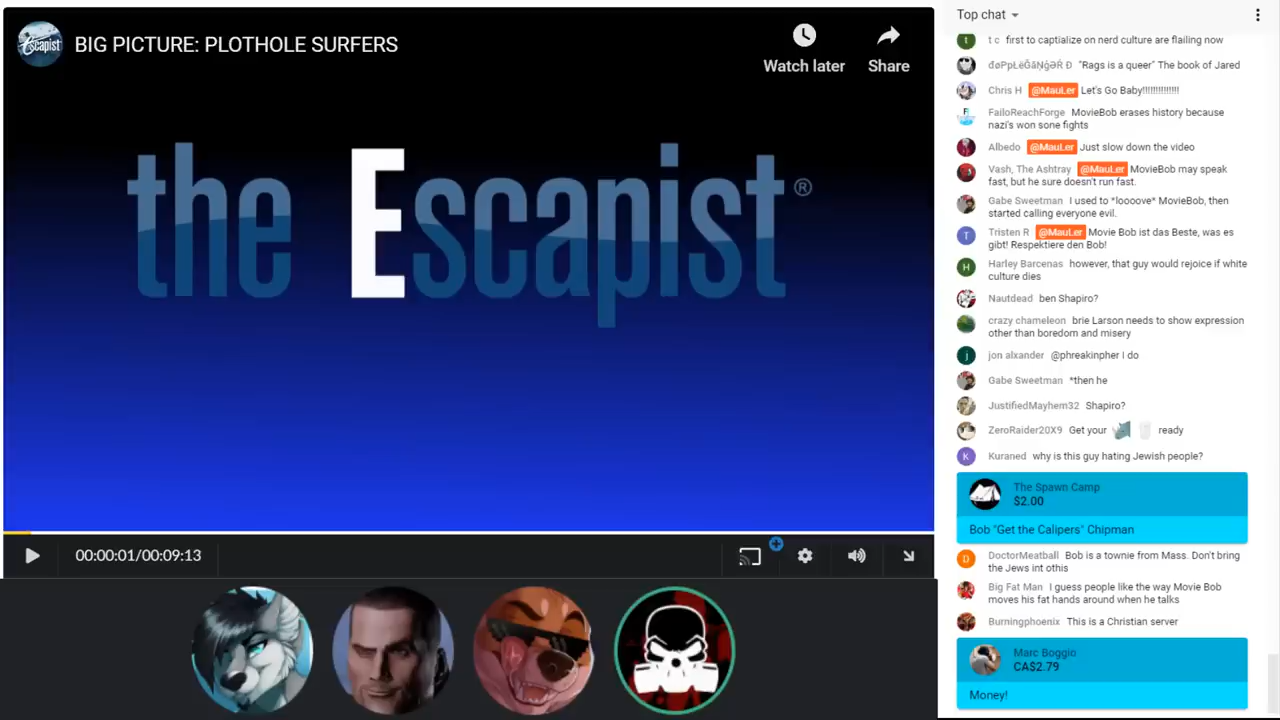 Escapist
BIG PICTURE: PLOTHOLE SURFERS
Watch later
Share
the Escapist®
00:00:01/00:09:13
Top chat
t c first to captialize on nerd culture are flailing now
"Rags is a queer" The book of Jared
Chris H @MauLer Let's Go Baby!!!!!!!!!!!!!!
FailoReachForge MovieBob erases history because
nazi's won sone fights
Albedo @MauLer Just slow down the video
Vash, The Ashtray @MauLer MovieBob may speak
fast, but he sure doesn't run fast.
Gabe Sweetman I used to *loooove* MovieBob, then
started calling everyone evil.
T Tristen R @MauLer Movie Bob ist das Beste, was es
gibt! Respektiere den Bob!
H Harley Barcenas however, that guy would rejoice if white
culture dies
Nautdead ben Shapiro?
crazy chameleon brie Larson needs to show expression
other than boredom and misery
j jon alxander @phreakinpher I do
Gabe Sweetman *then he
JustifiedMayhem32 Shapiro?
ZeroRaider20X9 Get your ready
K Kuraned why is this guy hating Jewish people?
The Spawn Camp
$2.00
Bob "Get the Calipers" Chipman
DoctorMeatball Bob is a townie from Mass. Don't bring
the Jews int othis
Big Fat Man I guess people like the way Movie Bob
moves his fat hands around when he talks
Burningphoenix This is a Christian server
Marc Boggio
CA$2.79
Money!